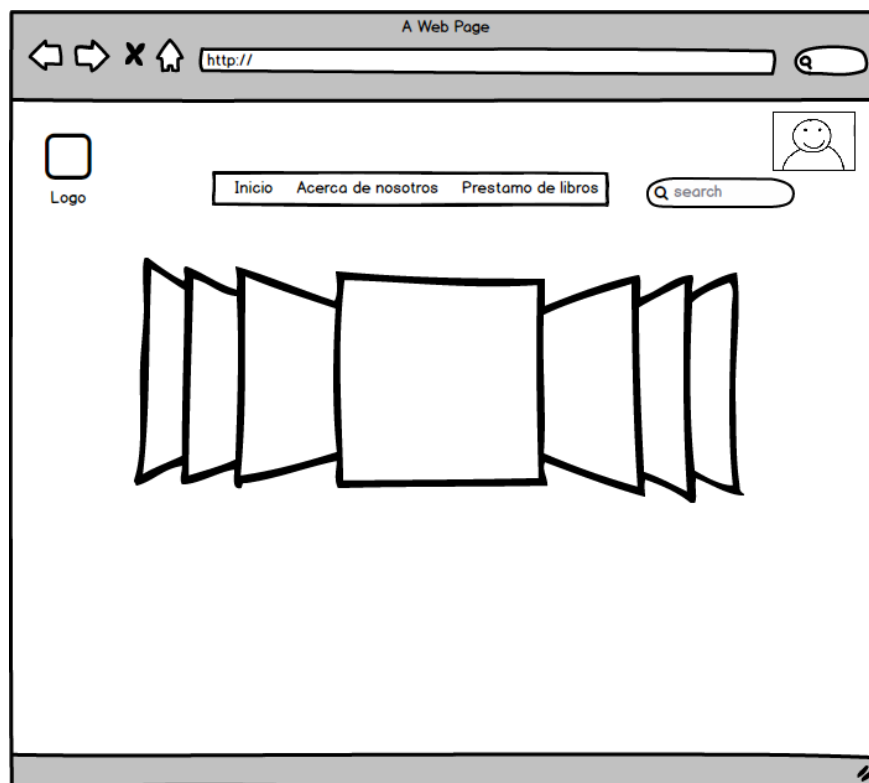 A Web Page
http://
Logo
Inicio Acerca de nosotros Prestamo de libros
search